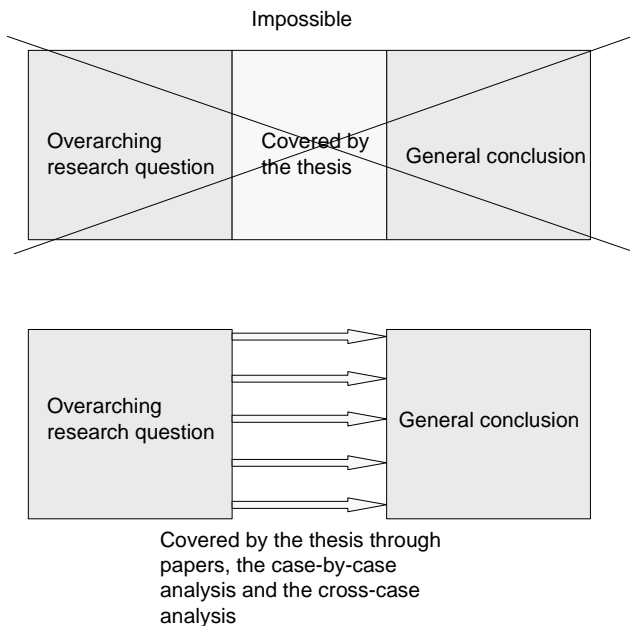 Impossible
Overarching
research question
Covered by
the thesis
General conclusion
Overarching
research question
General conclusion
Covered by the thesis through
papers, the case-by-case
analysis and the cross-case
analysis